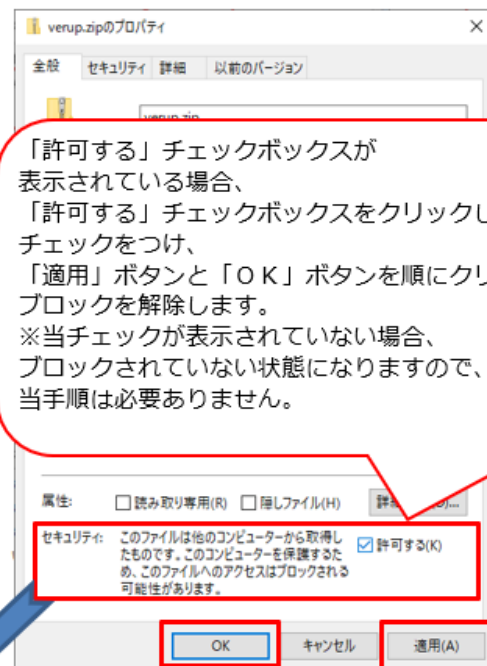 verup.zipのプロパティ
全般 セキュリティ 詳細 以前のバージョン
「許可する」チェックボックスが
表示されている場合、
「許可する」チェックボックスをクリックし
チェックをつけ、
「適用」ボタンと「ＯＫ」ボタンを順にクリ
ブロックを解除します。
※当チェックが表示されていない場合、
ブロックされていない状態になりますので、
当手順は必要ありません。
属性: 読み取り専用(R) 隠しファイル(H)
セキュリティ: このファイルは他のコンピューターから取得し
たものです。このコンピューターを保護するた
め、このファイルへのアクセスはブロックされる
可能性があります。
許可する(K)
OK キャンセル 適用(A)